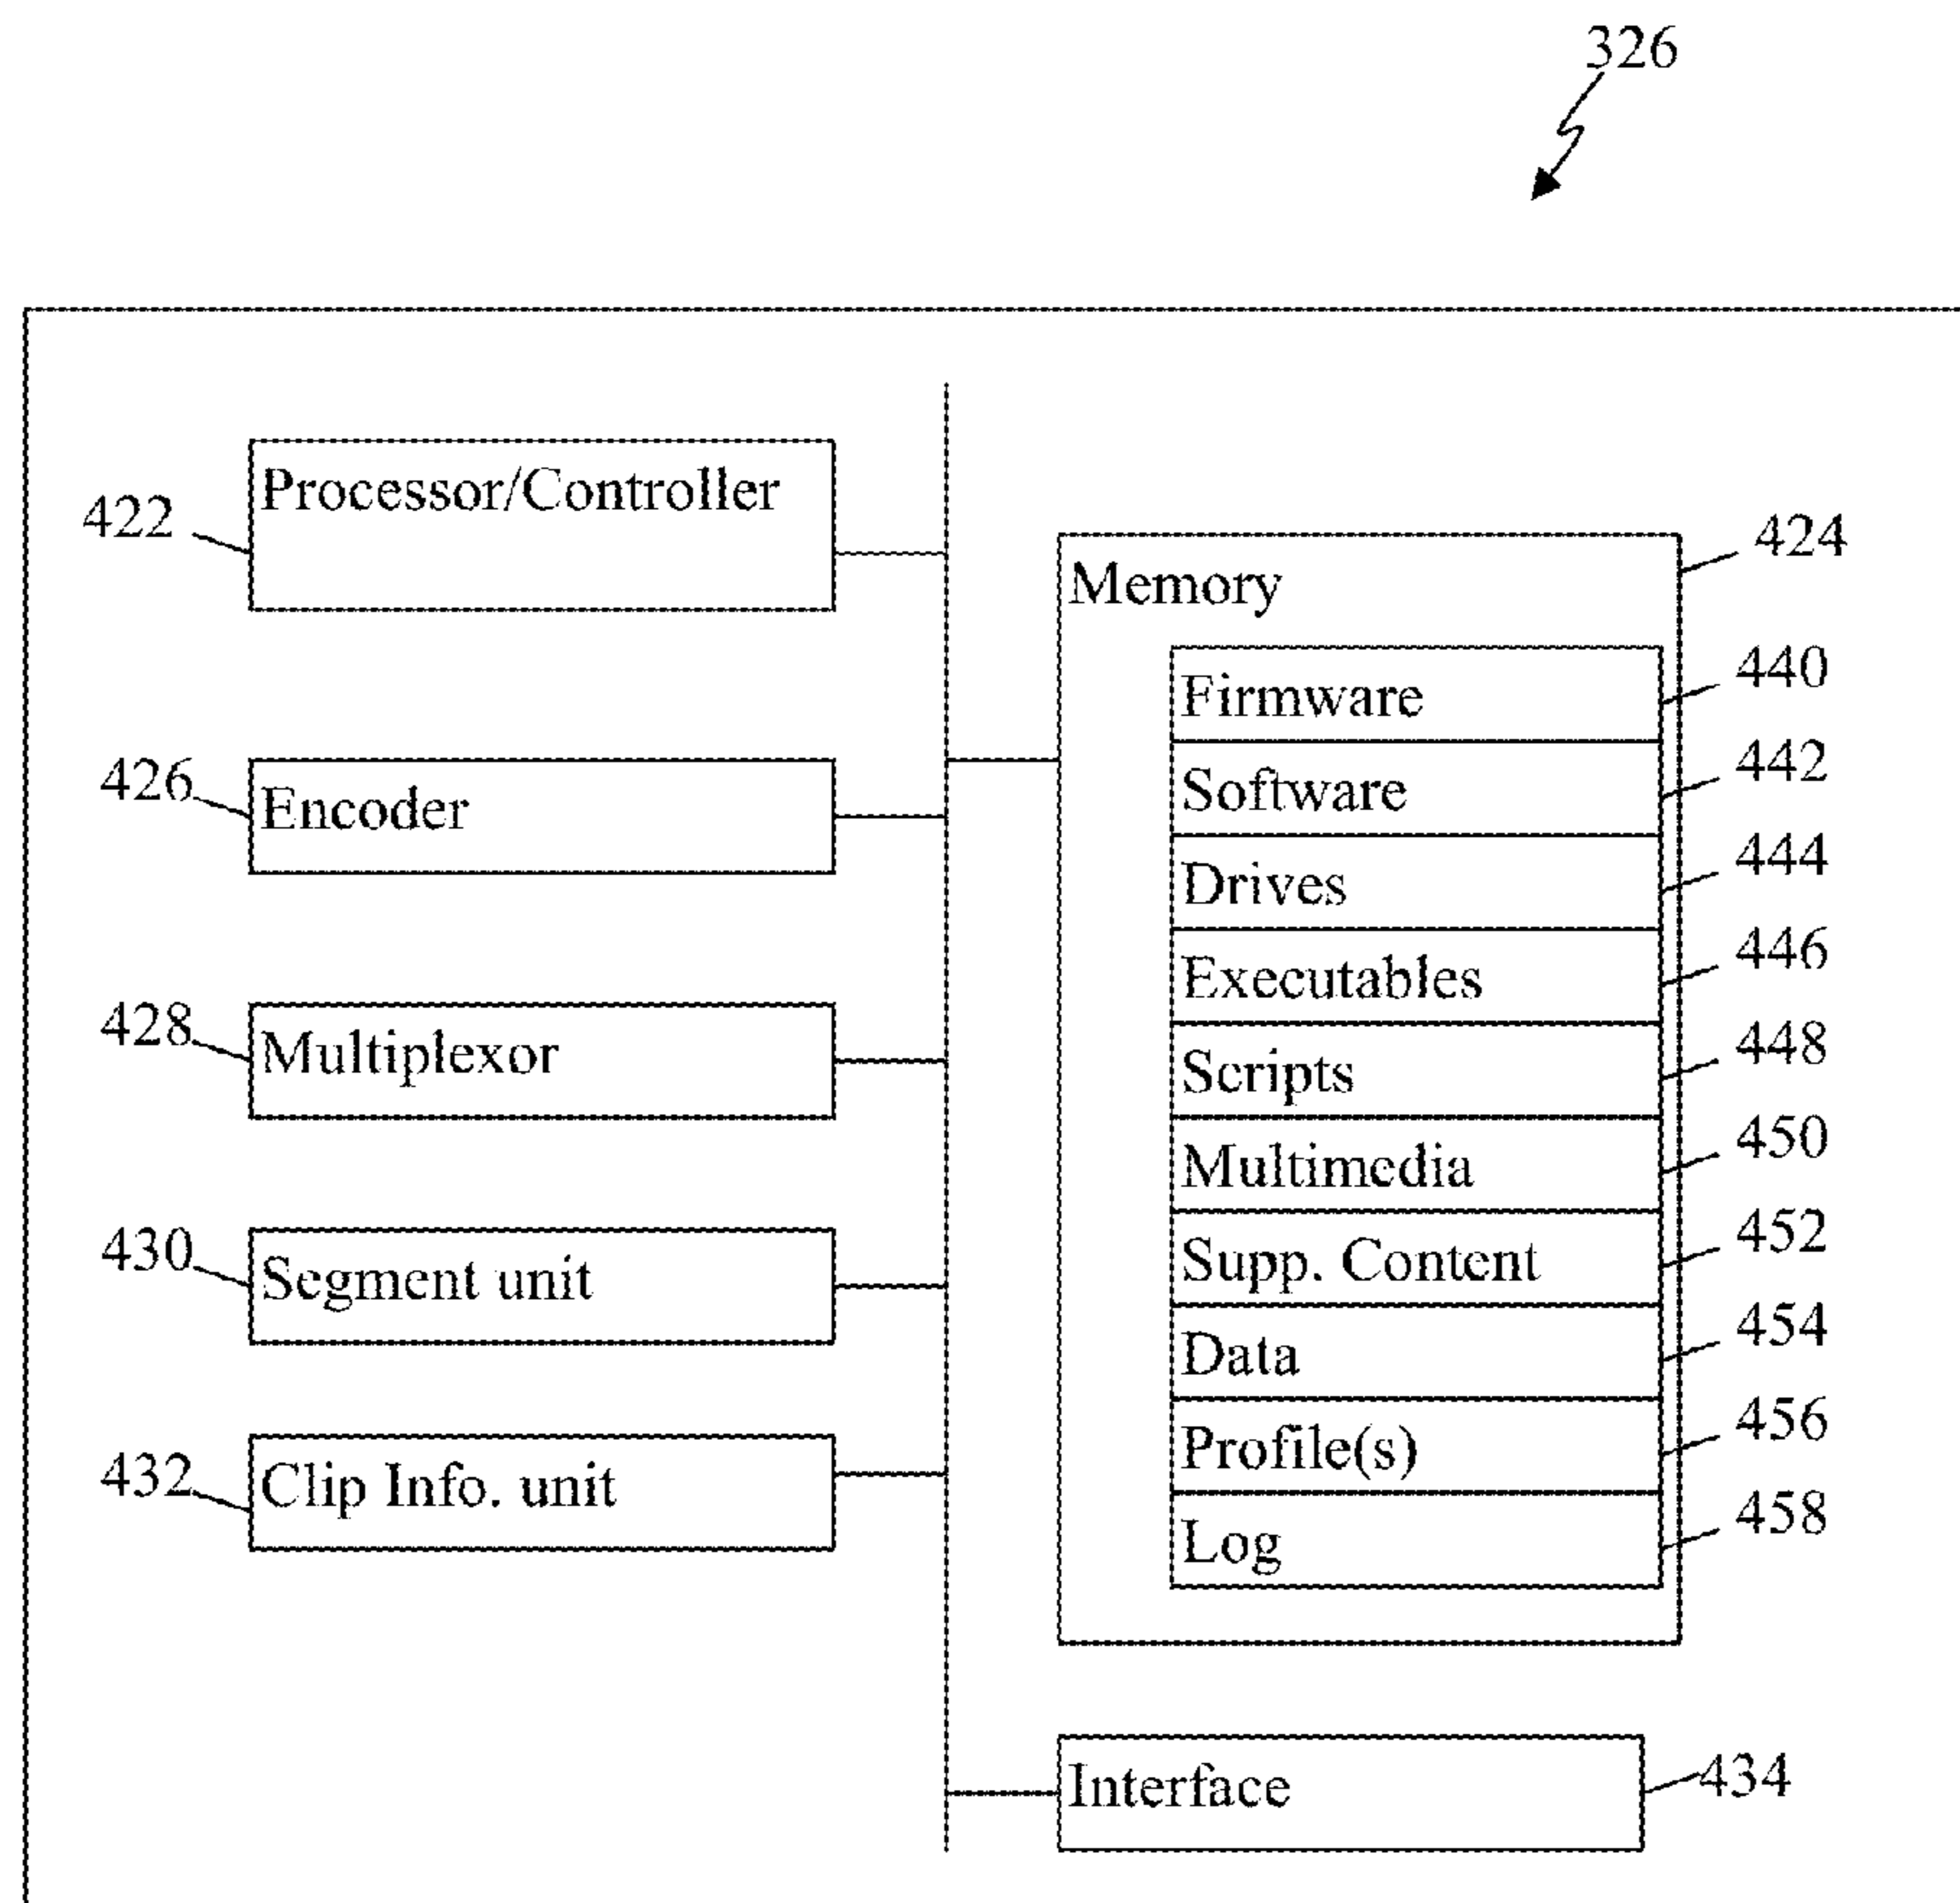 326
Processor/Controller
422
424
Memory
440
Firmware
442
Software
426
Encoder
444
Drives
446
Executables
428
Multiplexor
448
Scripts
450
Multimedia
430
Segment unit
452
Supp. Content
454
Data
456
Profile(s)
432
Clip Info. unit
458
Log
Interface
434